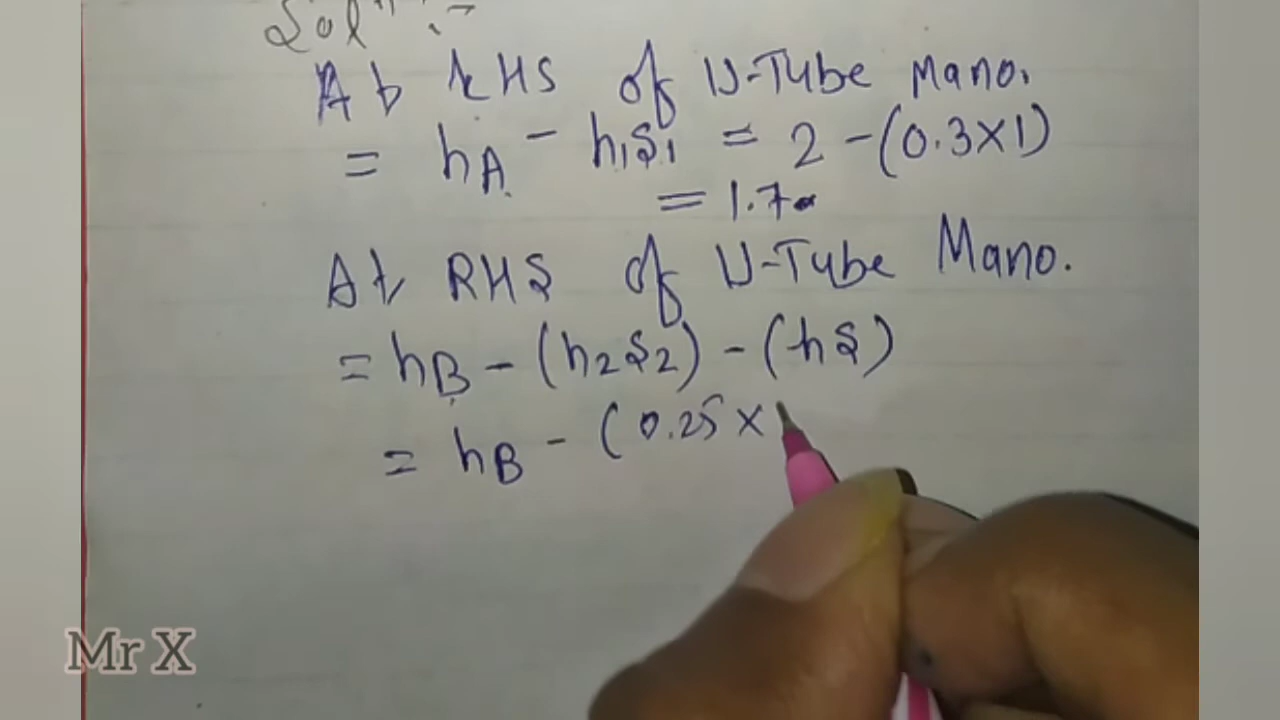 Solⁿ :-
At LHS of U-Tube Mano.
= hA - h1S1 = 2 - (0.3×1)
= 1.7
At RHS of U-Tube Mano.
= hB - (h2S2) - (hS)
= hB - (0.25 ×
Mr X